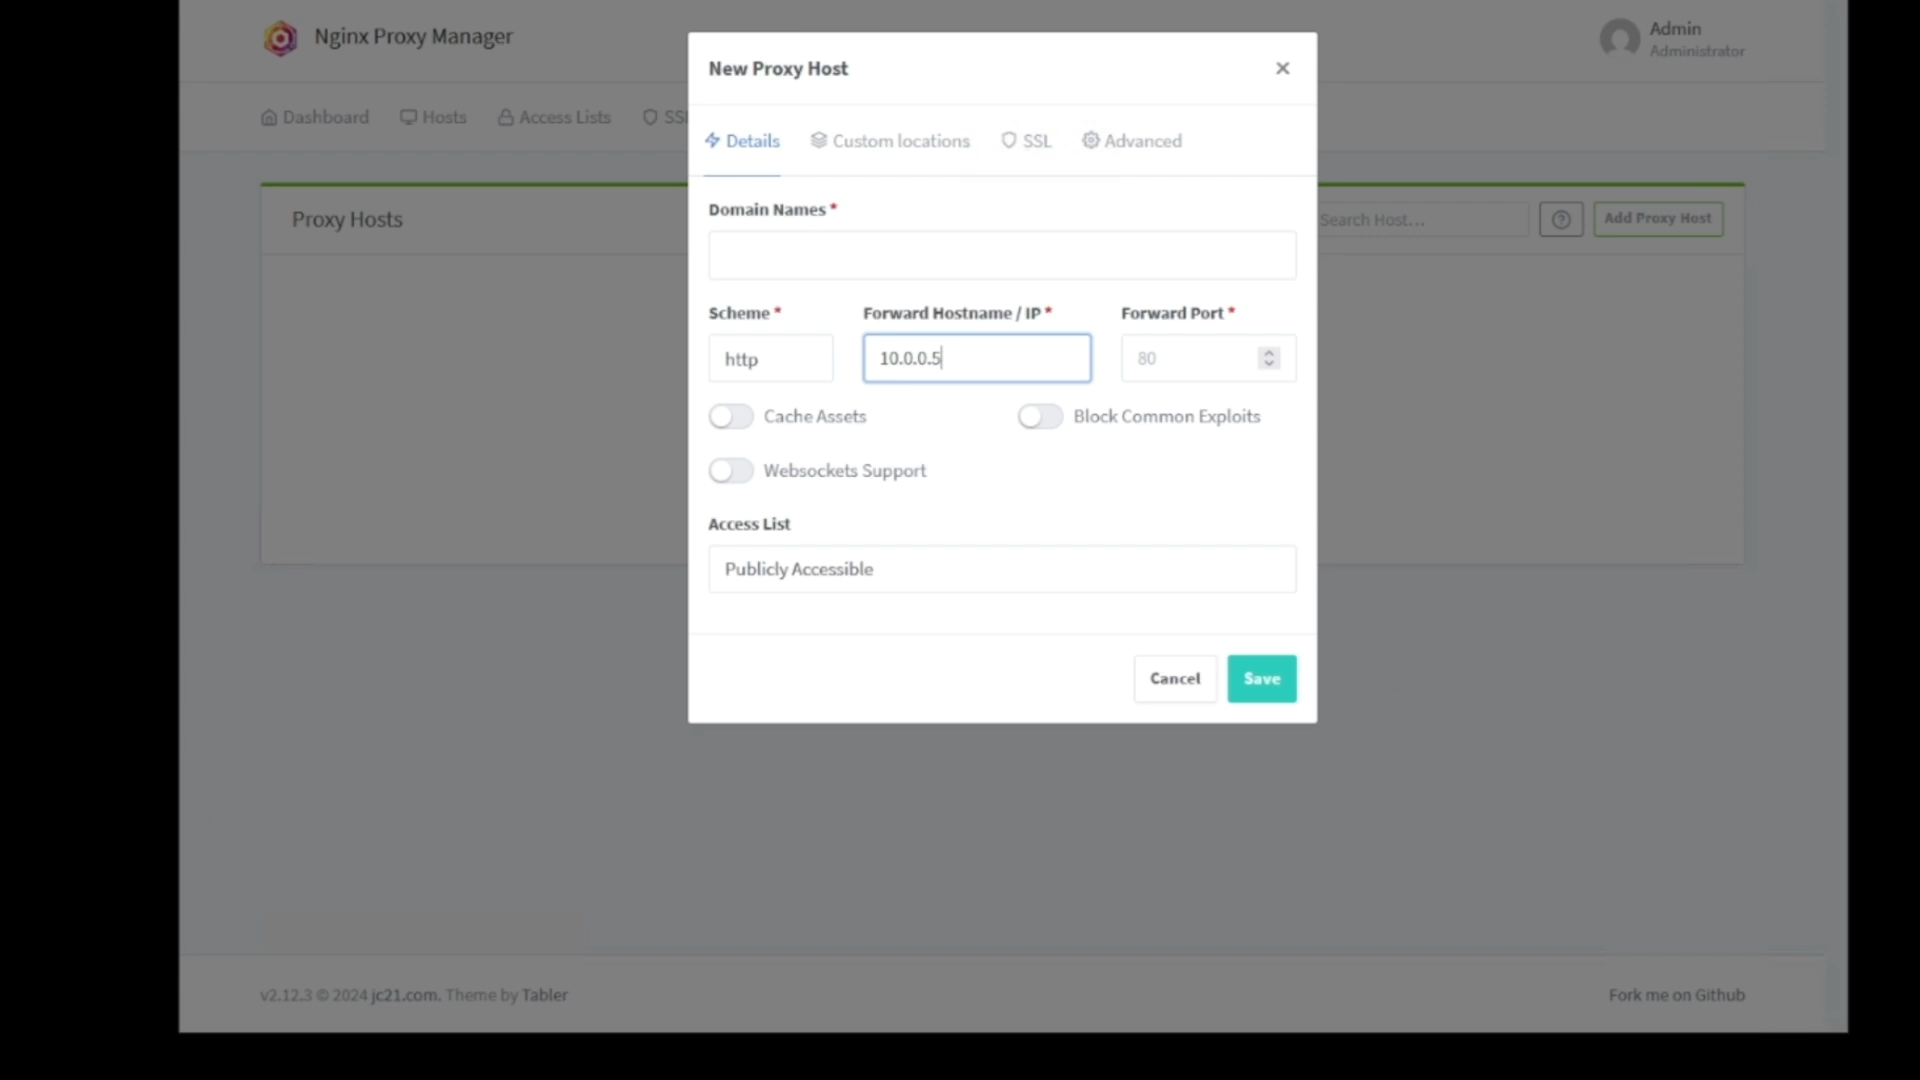 Nginx Proxy Manager
Admin
Administrator
Dashboard
Hosts
Access Lists
SSL
New Proxy Host
×
Details
Custom locations
SSL
Advanced
Proxy Hosts
Search Host...
Add Proxy Host
Domain Names *
Scheme *
Forward Hostname / IP *
Forward Port *
http
10.0.0.5
80
Cache Assets
Block Common Exploits
Websockets Support
Access List
Publicly Accessible
Cancel
Save
v2.12.3 © 2024 jc21.com. Theme by Tabler
Fork me on Github